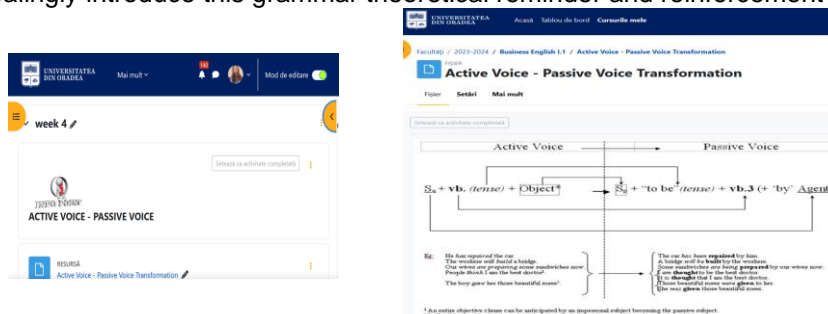 alingly introduce this grammar theoretical reminder and reinforcement
UNIVERSITATEA
DIN ORADEA
Mai mult
140
Mod de editare
week 4
Setează ca activitate completată
ACTIVE VOICE - PASSIVE VOICE
RESURSĂ
Active Voice - Passive Voice Transformation
UNIVERSITATEA
DIN ORADEA
Acasă Tablou de bord Cursurile mele
Facultăți / 2023-2024 / Business English I.1 / Active Voice - Passive Voice Transformation
FIȘIER
Active Voice - Passive Voice Transformation
Fișier Setări Mai mult
Setează ca activitate completată
Active Voice Passive Voice
+ vb. (tense) + Object* + "to be" (tense) + vb.3 (+ 'by' Agent
Eg: He has repaired the car.
The workers will build a bridge.
Our wives are preparing some sandwiches now.
People think I am the best doctor¹.
The boy gave her those beautiful roses².
The car has been repaired by him.
A bridge will be built by the workers.
Some sandwiches are being prepared by our wives now.
I am thought to be the best doctor.
It is thought that I am the best doctor.
Those beautiful roses were given to her.
She was given those beautiful roses.
¹ An entire objective clause can be anticipated by an impersonal subject becoming the passive subject.